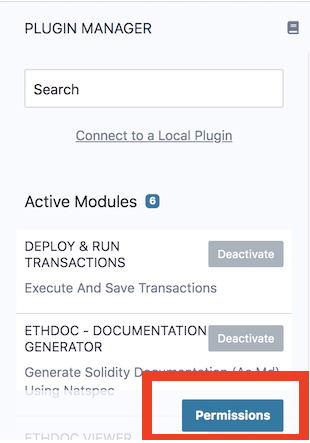 PLUGIN MANAGER
Search
Connect to a Local Plugin
Active Modules 6
DEPLOY & RUN
TRANSACTIONS
Deactivate
Execute And Save Transactions
ETHDOC - DOCUMENTATION
GENERATOR
Deactivate
Generate Solidity Documentation (As Md)
Using Natspec
Permissions
ETHDOC VIEWER